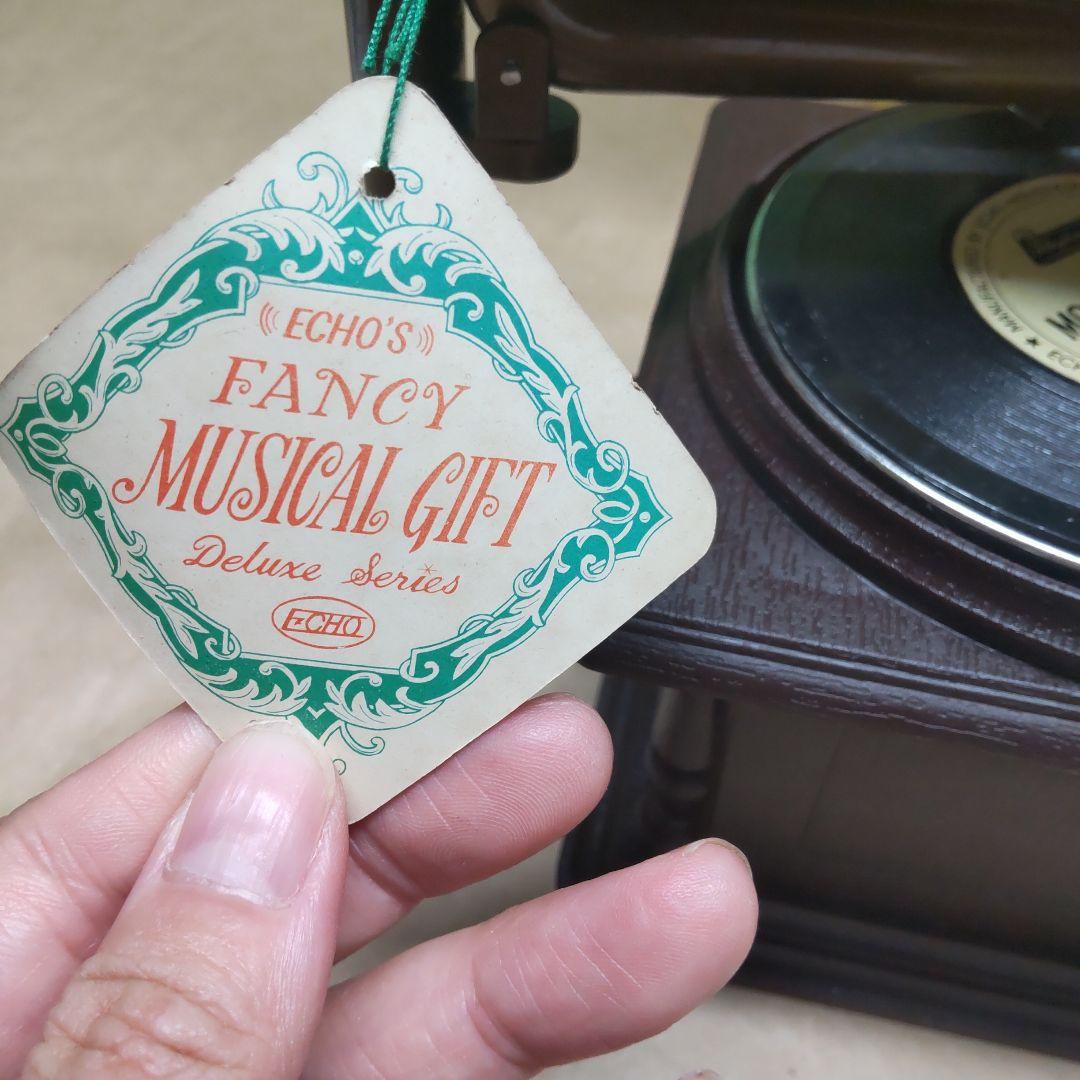 ECHO'S
FANCY
MUSICAL GIFT
Deluxe Series
ECHO